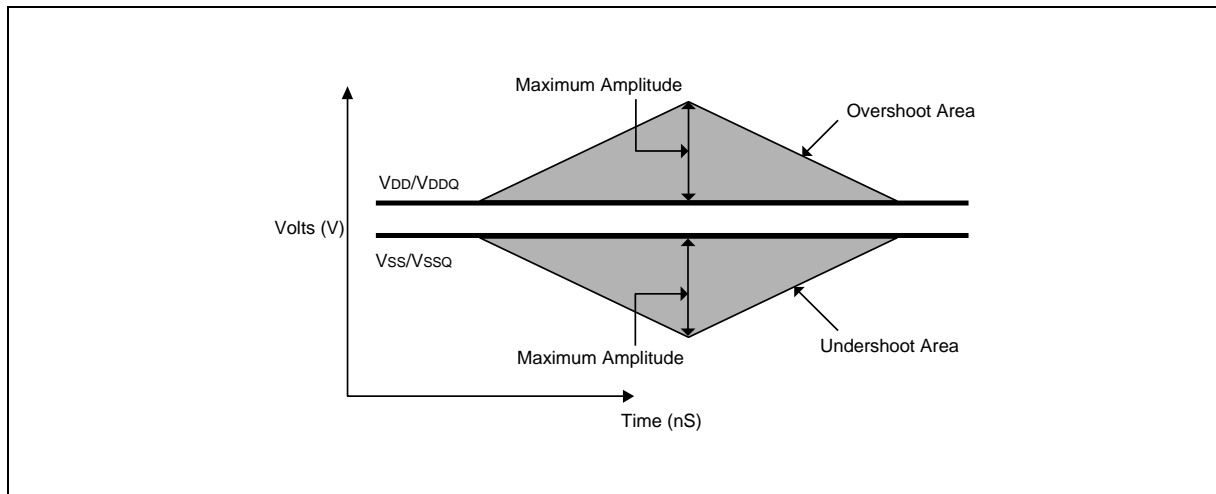 Maximum Amplitude
Overshoot Area
VDD/VDDQ
Volts (V)
VSS/VSSQ
Maximum Amplitude
Undershoot Area
Time (nS)